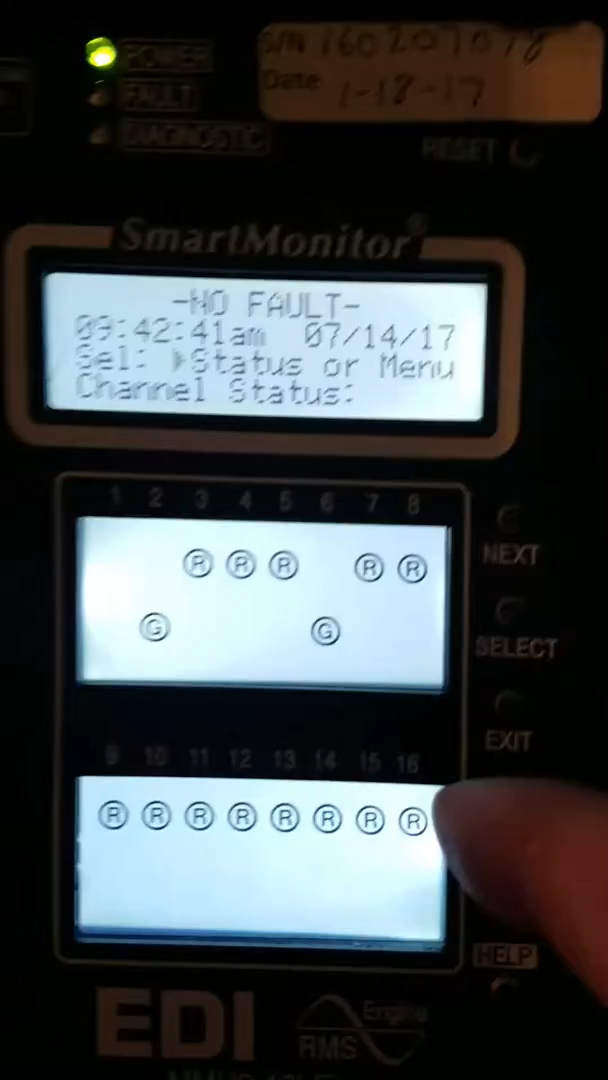 S/N 160207078
POWER
FAULT
Date 1-18-17
DIAGNOSTIC
RESET
SmartMonitor®
-NO FAULT-
09:42:41am 07/14/17
Sel: ▶Status or Menu
Channel Status:
1 2 3 4 5 6 7 8
R R R R R
G G
NEXT
SELECT
EXIT
9 10 11 12 13 14 15 16
R R R R R R R R
HELP
EDI
RMS Engine